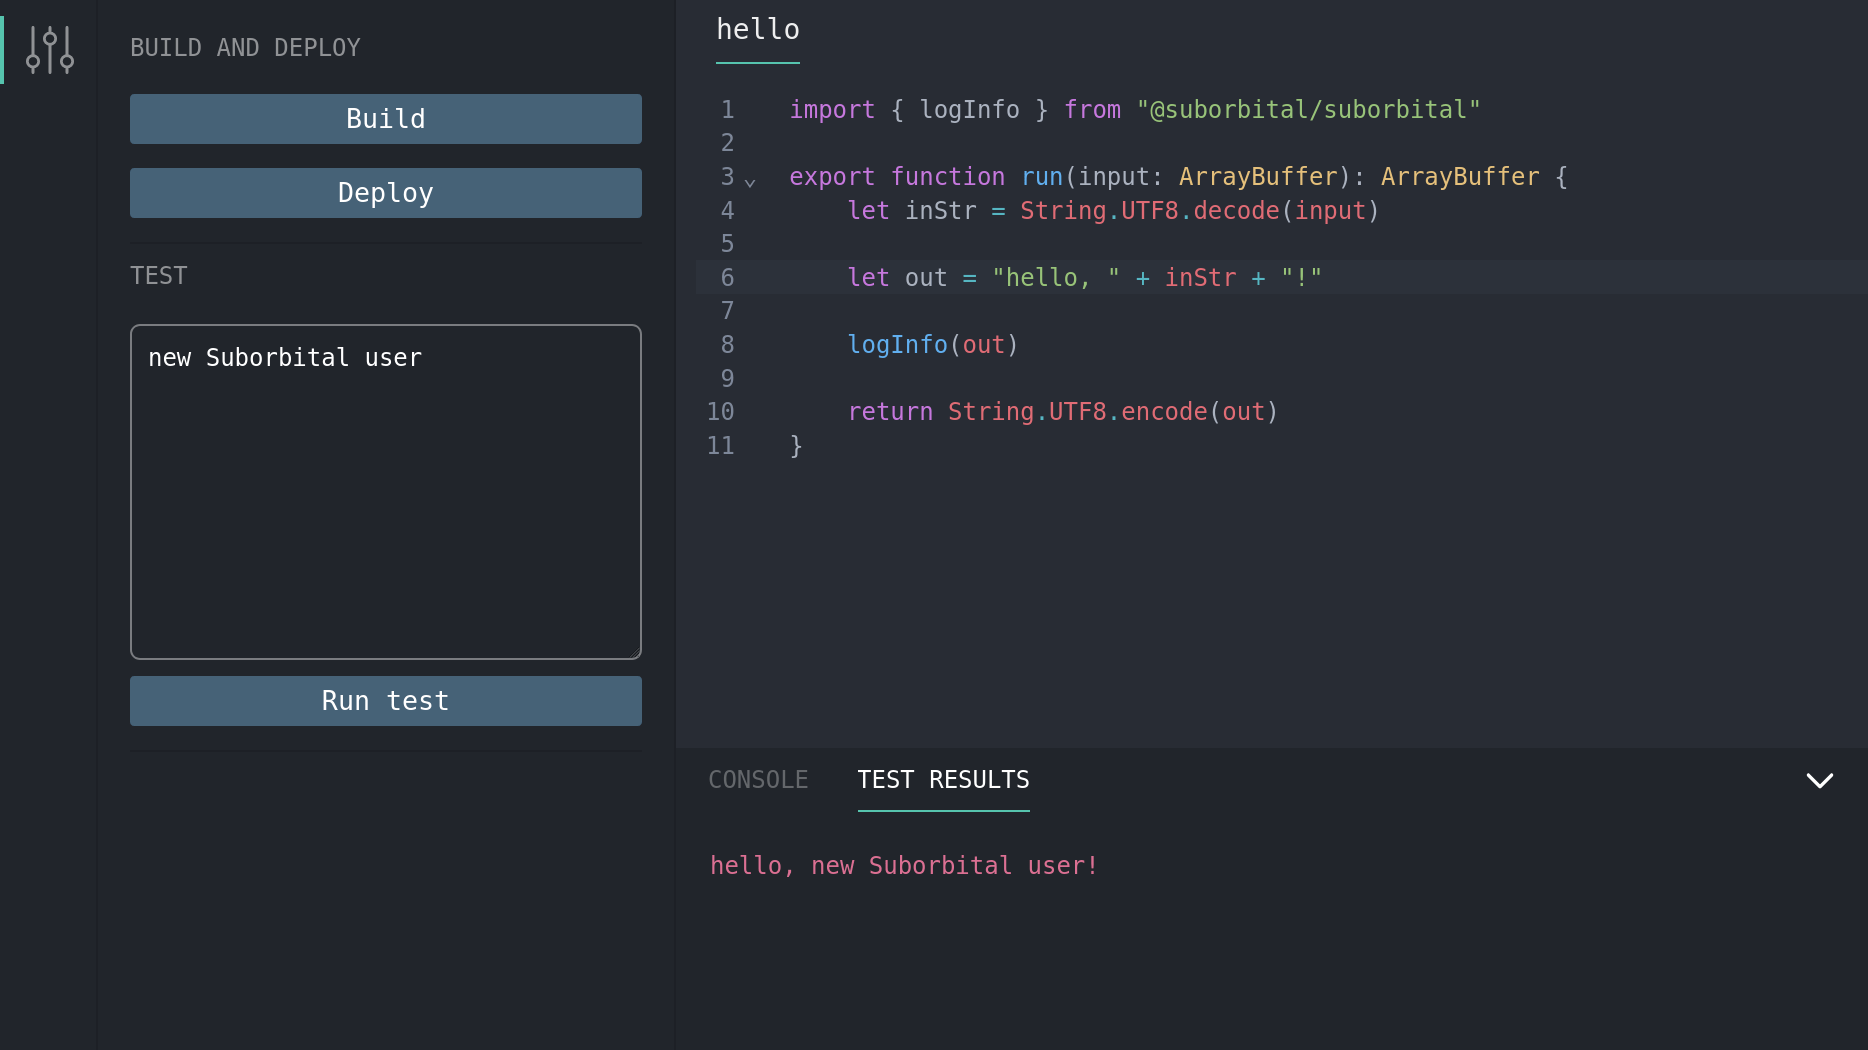 BUILD AND DEPLOY
Build
Deploy
TEST
new Suborbital user
Run test
hello
1 import { logInfo } from "@suborbital/suborbital"
2
3 export function run(input: ArrayBuffer): ArrayBuffer {
4     let inStr = String.UTF8.decode(input)
5
6     let out = "hello, " + inStr + "!"
7
8     logInfo(out)
9
10     return String.UTF8.encode(out)
11 }
CONSOLE TEST RESULTS
hello, new Suborbital user!